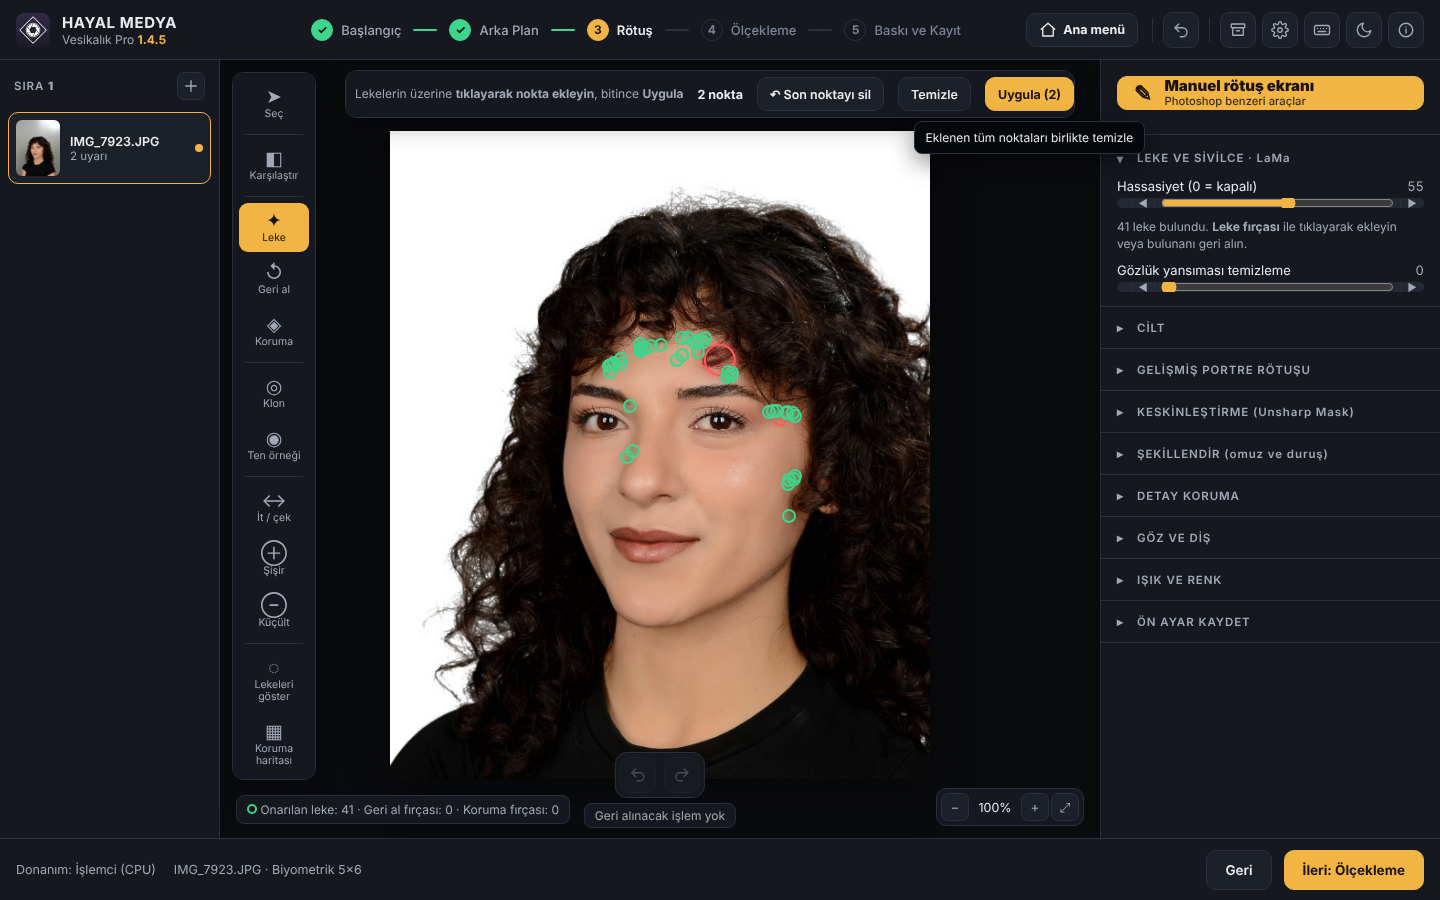 HAYAL MEDYA
Vesikalık Pro 1.4.5
Başlangıç
Arka Plan
3 Rötuş
4 Ölçekleme
5 Baskı ve Kayıt
Ana menü
SIRA 1
IMG_7923.JPG
2 uyarı
Seç
Karşılaştır
Leke
Geri al
Koruma
Klon
Ten örneği
İt / çek
Şişir
Küçült
Lekeleri
göster
Koruma
haritası
Lekelerin üzerine tıklayarak nokta ekleyin, bitince Uygula
2 nokta
↶ Son noktayı sil
Temizle
Uygula (2)
Eklenen tüm noktaları birlikte temizle
Manuel rötuş ekranı
Photoshop benzeri araçlar
LEKE VE SİVİLCE · LaMa
Hassasiyet (0 = kapalı) 55
41 leke bulundu. Leke fırçası ile tıklayarak ekleyin
veya bulunanı geri alın.
Gözlük yansıması temizleme 0
CİLT
GELİŞMİŞ PORTRE RÖTUŞU
KESKİNLEŞTİRME (Unsharp Mask)
ŞEKİLLENDİR (omuz ve duruş)
DETAY KORUMA
GÖZ VE DİŞ
IŞIK VE RENK
ÖN AYAR KAYDET
Onarılan leke: 41 · Geri al fırçası: 0 · Koruma fırçası: 0
Geri alınacak işlem yok
− 100% +
Donanım: İşlemci (CPU) IMG_7923.JPG · Biyometrik 5×6
Geri
İleri: Ölçekleme